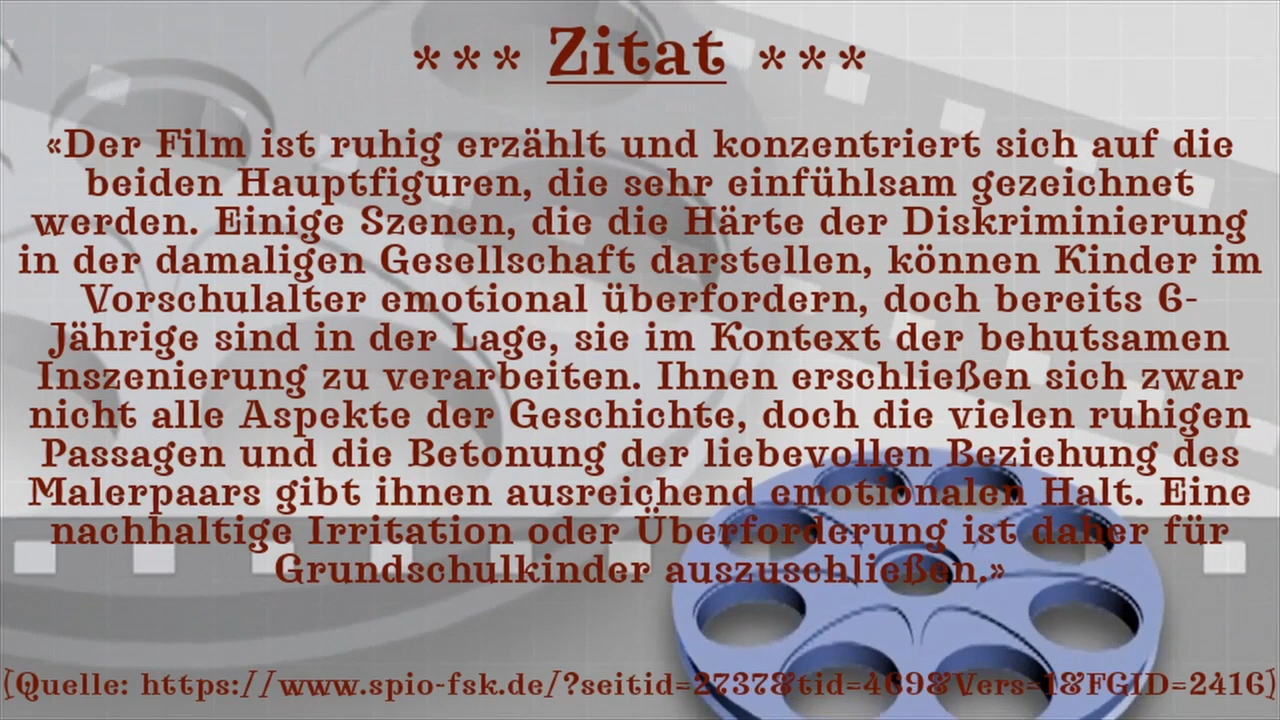 *** Zitat ***
«Der Film ist ruhig erzählt und konzentriert sich auf die
beiden Hauptfiguren, die sehr einfühlsam gezeichnet
werden. Einige Szenen, die die Härte der Diskriminierung
in der damaligen Gesellschaft darstellen, können Kinder im
Vorschulalter emotional überfordern, doch bereits 6-
Jährige sind in der Lage, sie im Kontext der behutsamen
Inszenierung zu verarbeiten. Ihnen erschließen sich zwar
nicht alle Aspekte der Geschichte, doch die vielen ruhigen
Passagen und die Betonung der liebevollen Beziehung des
Malerpaars gibt ihnen ausreichend emotionalen Halt. Eine
nachhaltige Irritation oder Überforderung ist daher für
Grundschulkinder auszuschließen.»
(Quelle: https://www.spio-fsk.de/?seitid=2737&tid=469&Vers=1&FGID=2416)